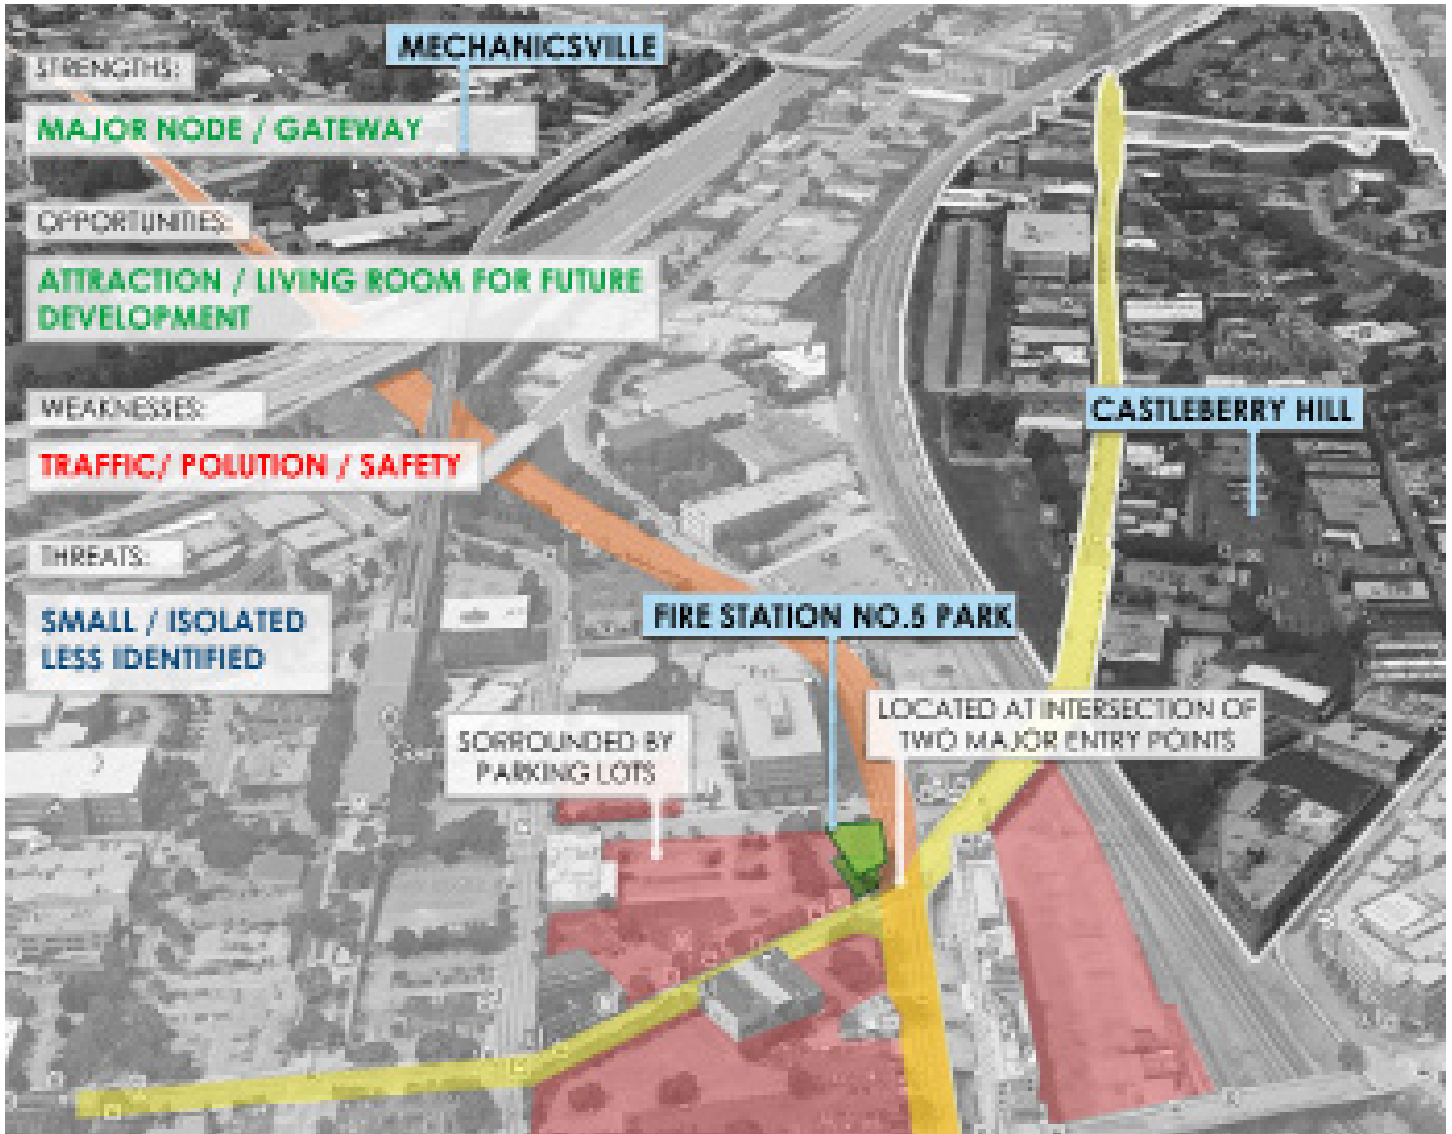 MECHANICSVILLE
STRENGTHS:
MAJOR NODE / GATEWAY
OPPORTUNITIES:
ATTRACTION / LIVING ROOM FOR FUTURE
DEVELOPMENT
WEAKNESSES:
TRAFFIC/ POLUTION / SAFETY
CASTLEBERRY HILL
THREATS:
SMALL / ISOLATED
LESS IDENTIFIED
FIRE STATION NO.5 PARK
LOCATED AT INTERSECTION OF
TWO MAJOR ENTRY POINTS
SORROUNDED BY
PARKING LOTS